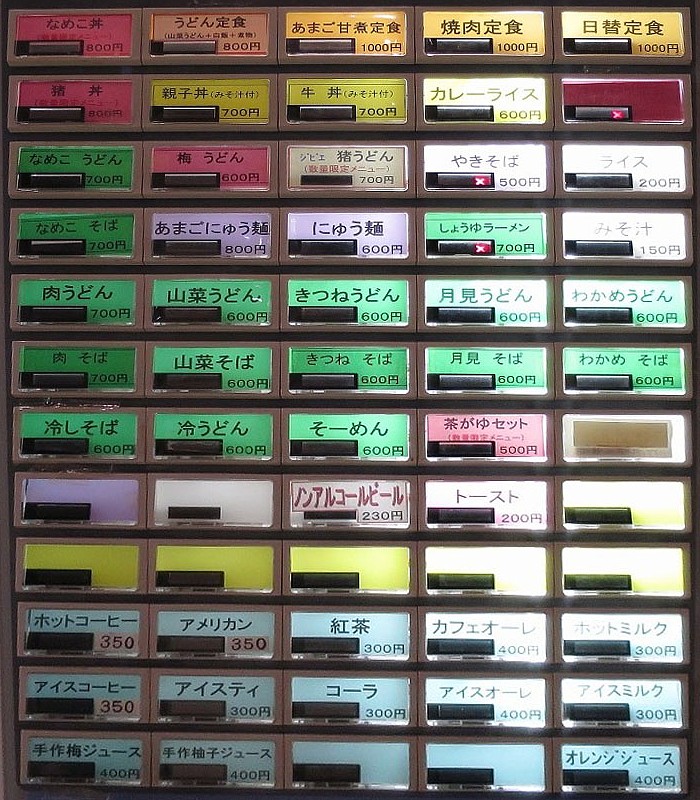 なめこ丼
(数量限定メニュー)
800円
うどん定食
(山菜うどん+白飯+煮物)
800円
あまご甘煮定食
1000円
焼肉定食
1000円
日替定食
1000円
猪 丼
(数量限定メニュー)
800円
親子丼(みそ汁付)
700円
牛 丼(みそ汁付)
700円
カレーライス
600円
なめこ うどん
700円
梅 うどん
600円
ジビエ 猪うどん
(数量限定メニュー)
700円
やきそば
500円
ライス
200円
なめこ そば
700円
あまごにゅう麺
800円
にゅう麺
600円
しょうゆラーメン
700円
みそ汁
150円
肉うどん
700円
山菜うどん
600円
きつねうどん
600円
月見うどん
600円
わかめうどん
600円
肉 そば
700円
山菜そば
600円
きつね そば
600円
月見 そば
600円
わかめ そば
600円
冷しそば
600円
冷うどん
600円
そーめん
600円
茶がゆセット
(数量限定メニュー)
500円
ノンアルコールビール
230円
トースト
200円
ホットコーヒー
350
アメリカン
350
紅茶
300円
カフェオーレ
400円
ホットミルク
300円
アイスコーヒー
350
アイスティ
300円
コーラ
300円
アイスオーレ
400円
アイスミルク
300円
手作梅ジュース
400円
手作柚子ジュース
400円
オレンジジュース
400円